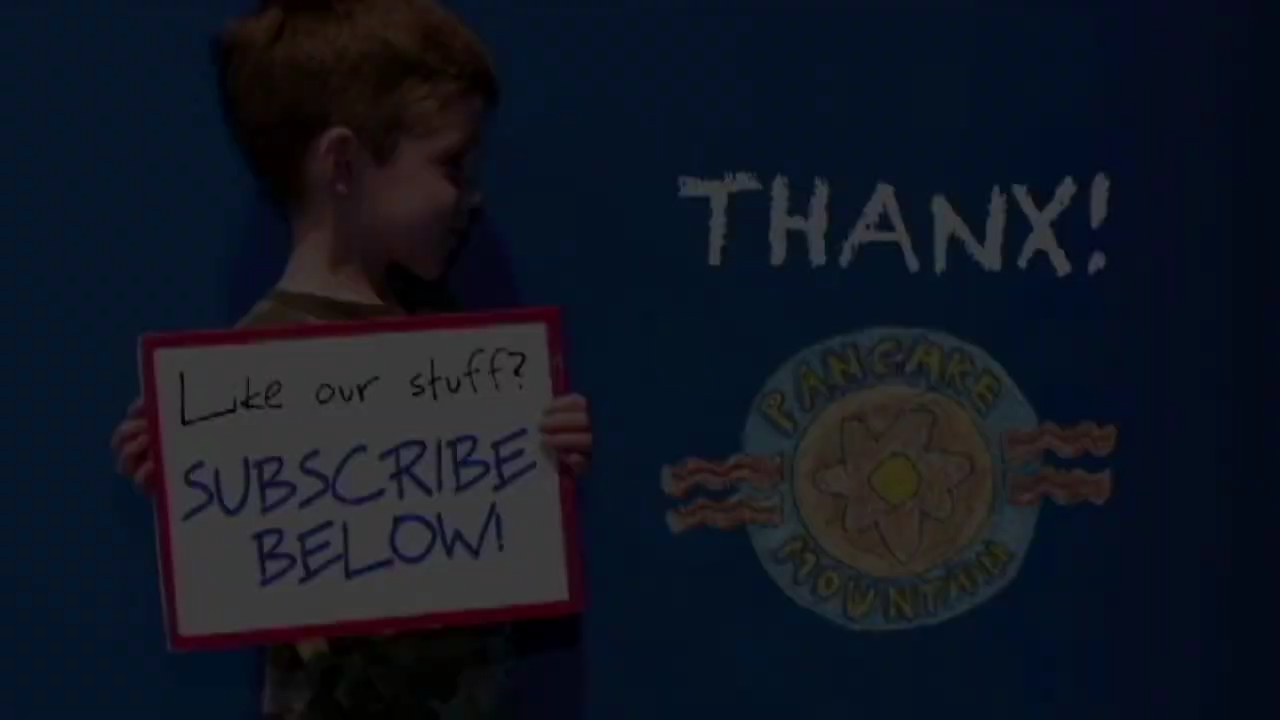 THANX!
Like our stuff?
SUBSCRIBE
BELOW!
PANCAKE
MOUNTAIN